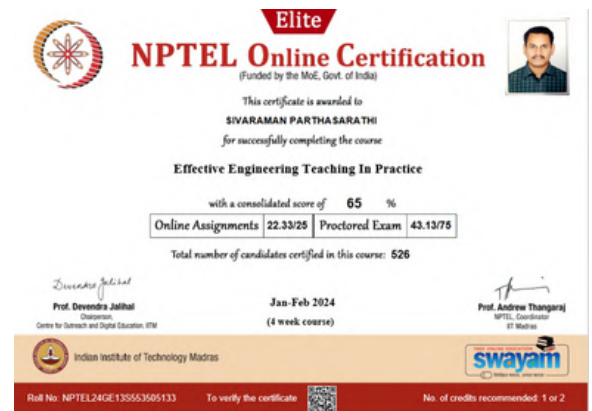 Elite
NPTEL Online Certification
(Funded by the MoE, Govt. of India)
This certificate is awarded to
SIVARAMAN PARTHASARATHI
for successfully completing the course
Effective Engineering Teaching In Practice
with a consolidated score of 65 %
Online Assignments 22.33/25 Proctored Exam 43.13/75
Total number of candidates certified in this course: 526
Devendra Jalihal
Prof. Devendra Jalihal
Chairperson,
Centre for Outreach and Digital Education, IITM
Jan-Feb 2024
(4 week course)
Prof. Andrew Thangaraj
NPTEL, Coordinator
IIT Madras
Indian Institute of Technology Madras
FREE ONLINE EDUCATION
swayam
Roll No: NPTEL24GE13S553505133 To verify the certificate No. of credits recommended: 1 or 2